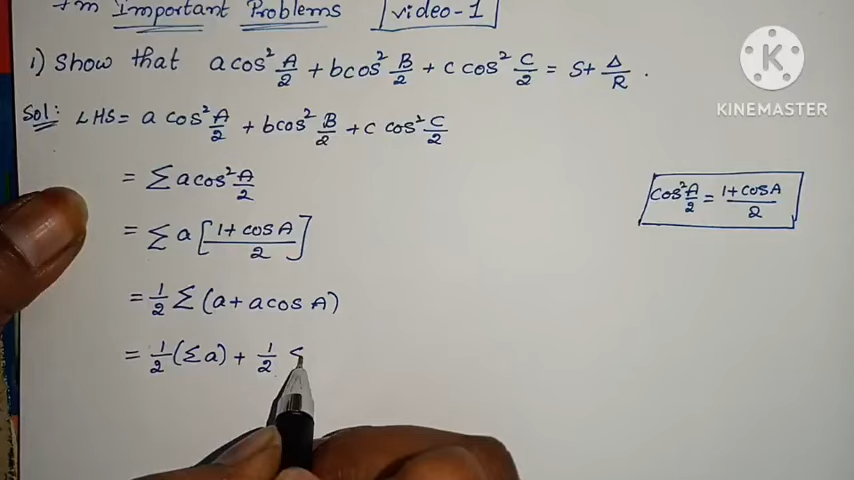 Important Problems video-1
1) Show that a cos² A/2 + b cos² B/2 + c cos² C/2 = S + Δ/R .
Sol: LHS = a cos² A/2 + b cos² B/2 + c cos² C/2
= Σ a cos² A/2
= Σ a [ (1 + cos A)/2 ]
= 1/2 Σ (a + a cos A)
= 1/2 (Σ a) + 1/2 Σ
cos² A/2 = (1 + cos A)/2
KINEMASTER